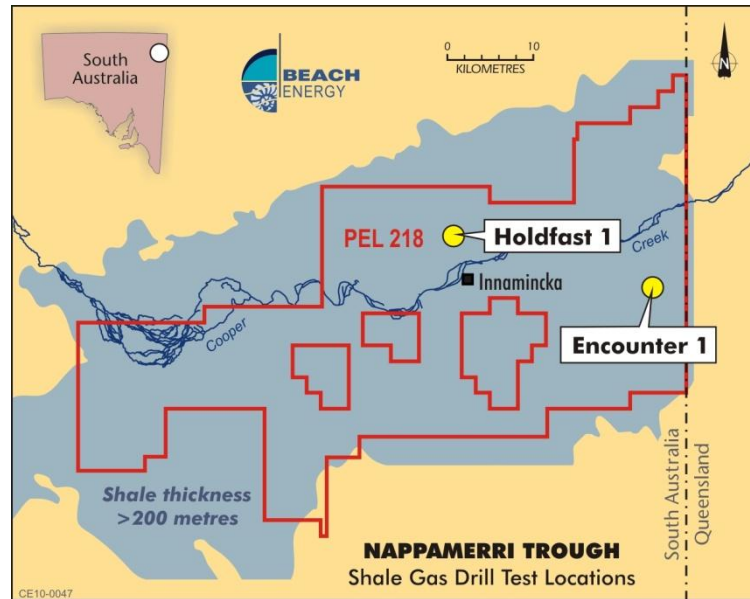 South
Australia
BEACH
ENERGY
0
10
KILOMETRES
N
PEL 218
Holdfast 1
Creek
Innamincka
Cooper
Encounter 1
Shale thickness
>200 metres
South Australia
Queensland
NAPPAMERRI TROUGH
Shale Gas Drill Test Locations
CE10-0047